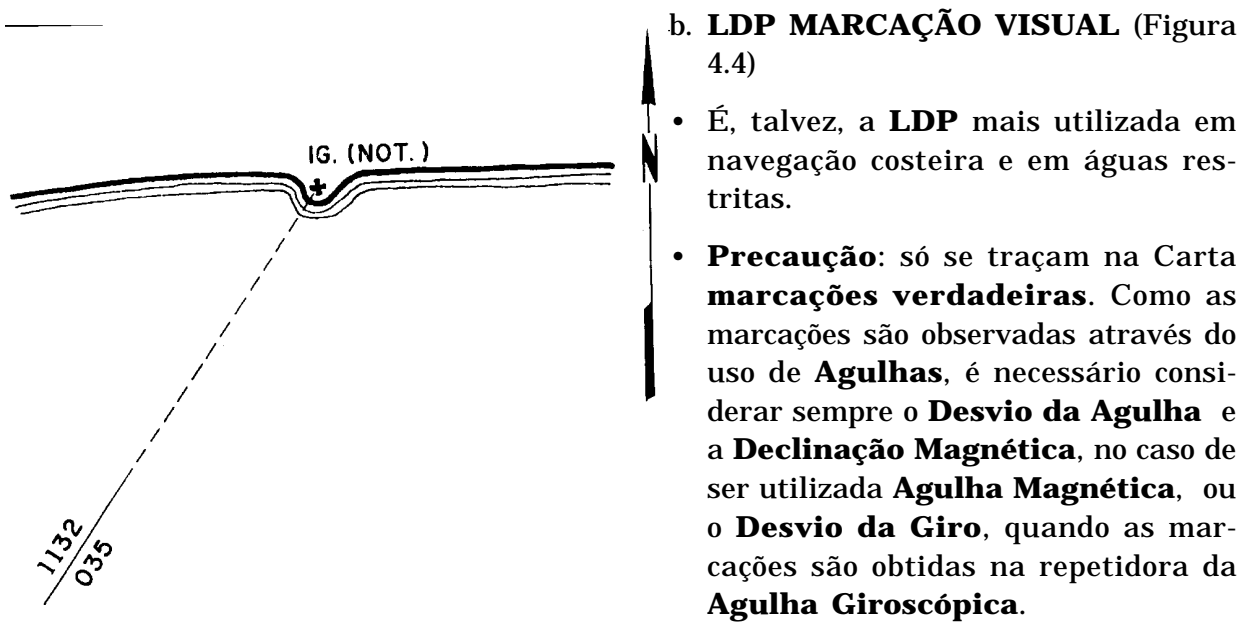 IG. (NOT.)
N
1132
035
b. LDP MARCAÇÃO VISUAL (Figura
4.4)
• É, talvez, a LDP mais utilizada em
navegação costeira e em águas res-
tritas.
• Precaução: só se traçam na Carta
marcações verdadeiras. Como as
marcações são observadas através do
uso de Agulhas, é necessário consi-
derar sempre o Desvio da Agulha e
a Declinação Magnética, no caso de
ser utilizada Agulha Magnética, ou
o Desvio da Giro, quando as mar-
cações são obtidas na repetidora da
Agulha Giroscópica.